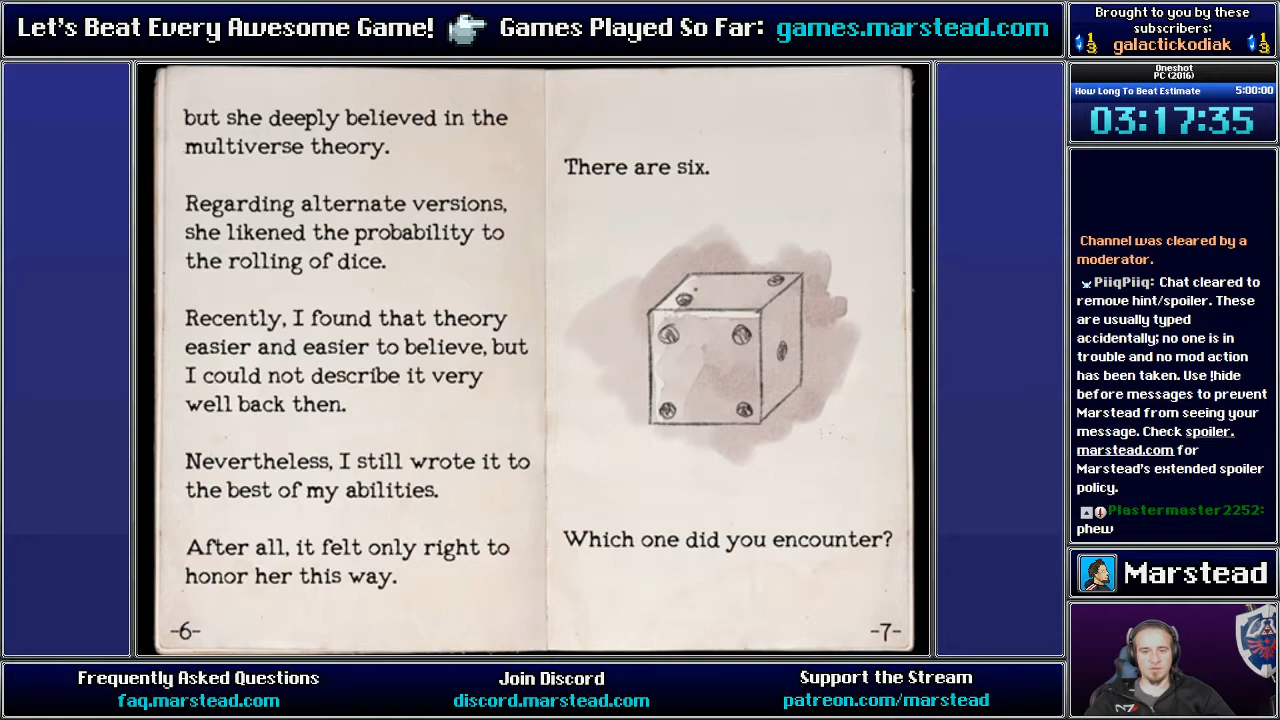 Let's Beat Every Awesome Game!
Games Played So Far: games.marstead.com
Brought to you by these
subscribers:
galactickodiak
Oneshot
PC (2016)
How Long To Beat Estimate 5:00:00
03:17:35
but she deeply believed in the
multiverse theory.
Regarding alternate versions,
she likened the probability to
the rolling of dice.
Recently, I found that theory
easier and easier to believe, but
I could not describe it very
well back then.
Nevertheless, I still wrote it to
the best of my abilities.
After all, it felt only right to
honor her this way.
-6-
There are six.
Which one did you encounter?
-7-
Channel was cleared by a
moderator.
PiiqPiiq: Chat cleared to
remove hint/spoiler. These
are usually typed
accidentally; no one is in
trouble and no mod action
has been taken. Use !hide
before messages to prevent
Marstead from seeing your
message. Check spoiler.
marstead.com for
Marstead's extended spoiler
policy.
Plastermaster2252:
phew
Marstead
Frequently Asked Questions
faq.marstead.com
Join Discord
discord.marstead.com
Support the Stream
patreon.com/marstead
N7